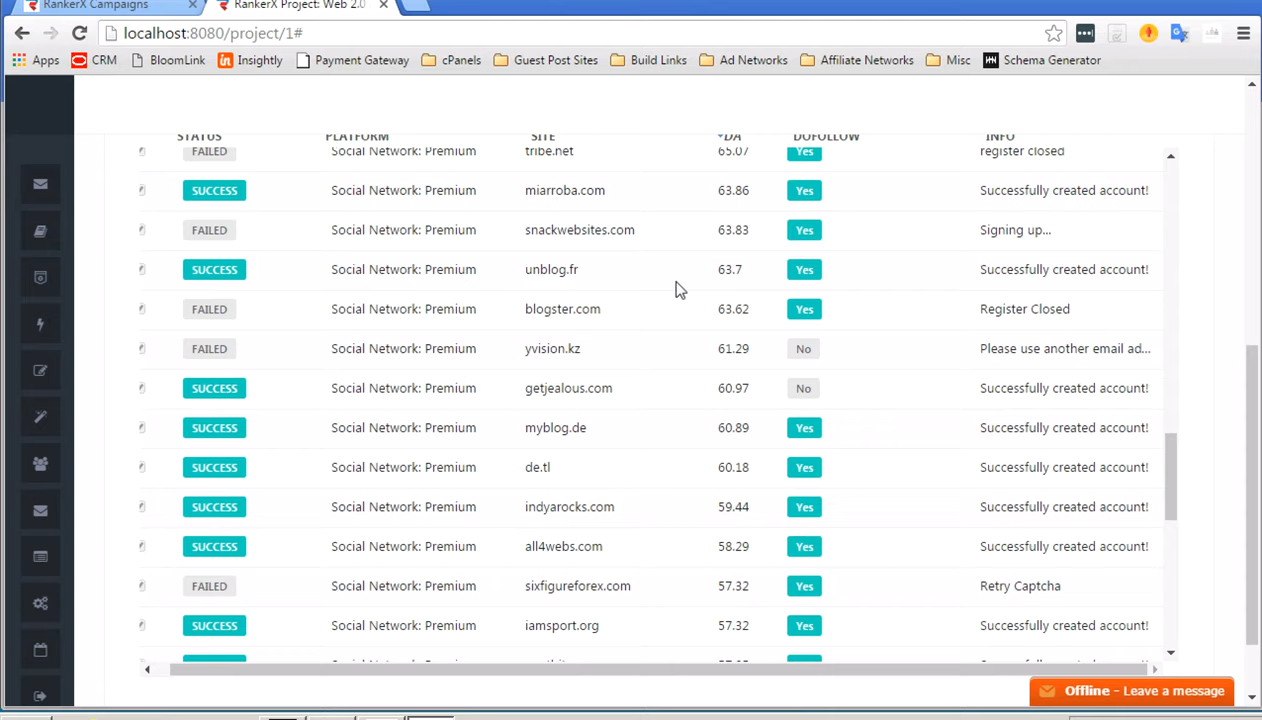 RankerX Campaigns × RankerX Project: Web 2.0 ×
localhost:8080/project/1#
Apps CRM BloomLink Insightly Payment Gateway cPanels Guest Post Sites Build Links Ad Networks Affiliate Networks Misc Schema Generator
STATUS PLATFORM SITE DA DOFOLLOW INFO
FAILED Social Network: Premium tribe.net 65.07 Yes register closed
SUCCESS Social Network: Premium miarroba.com 63.86 Yes Successfully created account!
FAILED Social Network: Premium snackwebsites.com 63.83 Yes Signing up...
SUCCESS Social Network: Premium unblog.fr 63.7 Yes Successfully created account!
FAILED Social Network: Premium blogster.com 63.62 Yes Register Closed
FAILED Social Network: Premium yvision.kz 61.29 No Please use another email ad...
SUCCESS Social Network: Premium getjealous.com 60.97 No Successfully created account!
SUCCESS Social Network: Premium myblog.de 60.89 Yes Successfully created account!
SUCCESS Social Network: Premium de.tl 60.18 Yes Successfully created account!
SUCCESS Social Network: Premium indyarocks.com 59.44 Yes Successfully created account!
SUCCESS Social Network: Premium all4webs.com 58.29 Yes Successfully created account!
FAILED Social Network: Premium sixfigureforex.com 57.32 Yes Retry Captcha
SUCCESS Social Network: Premium iamsport.org 57.32 Yes Successfully created account!
Offline - Leave a message